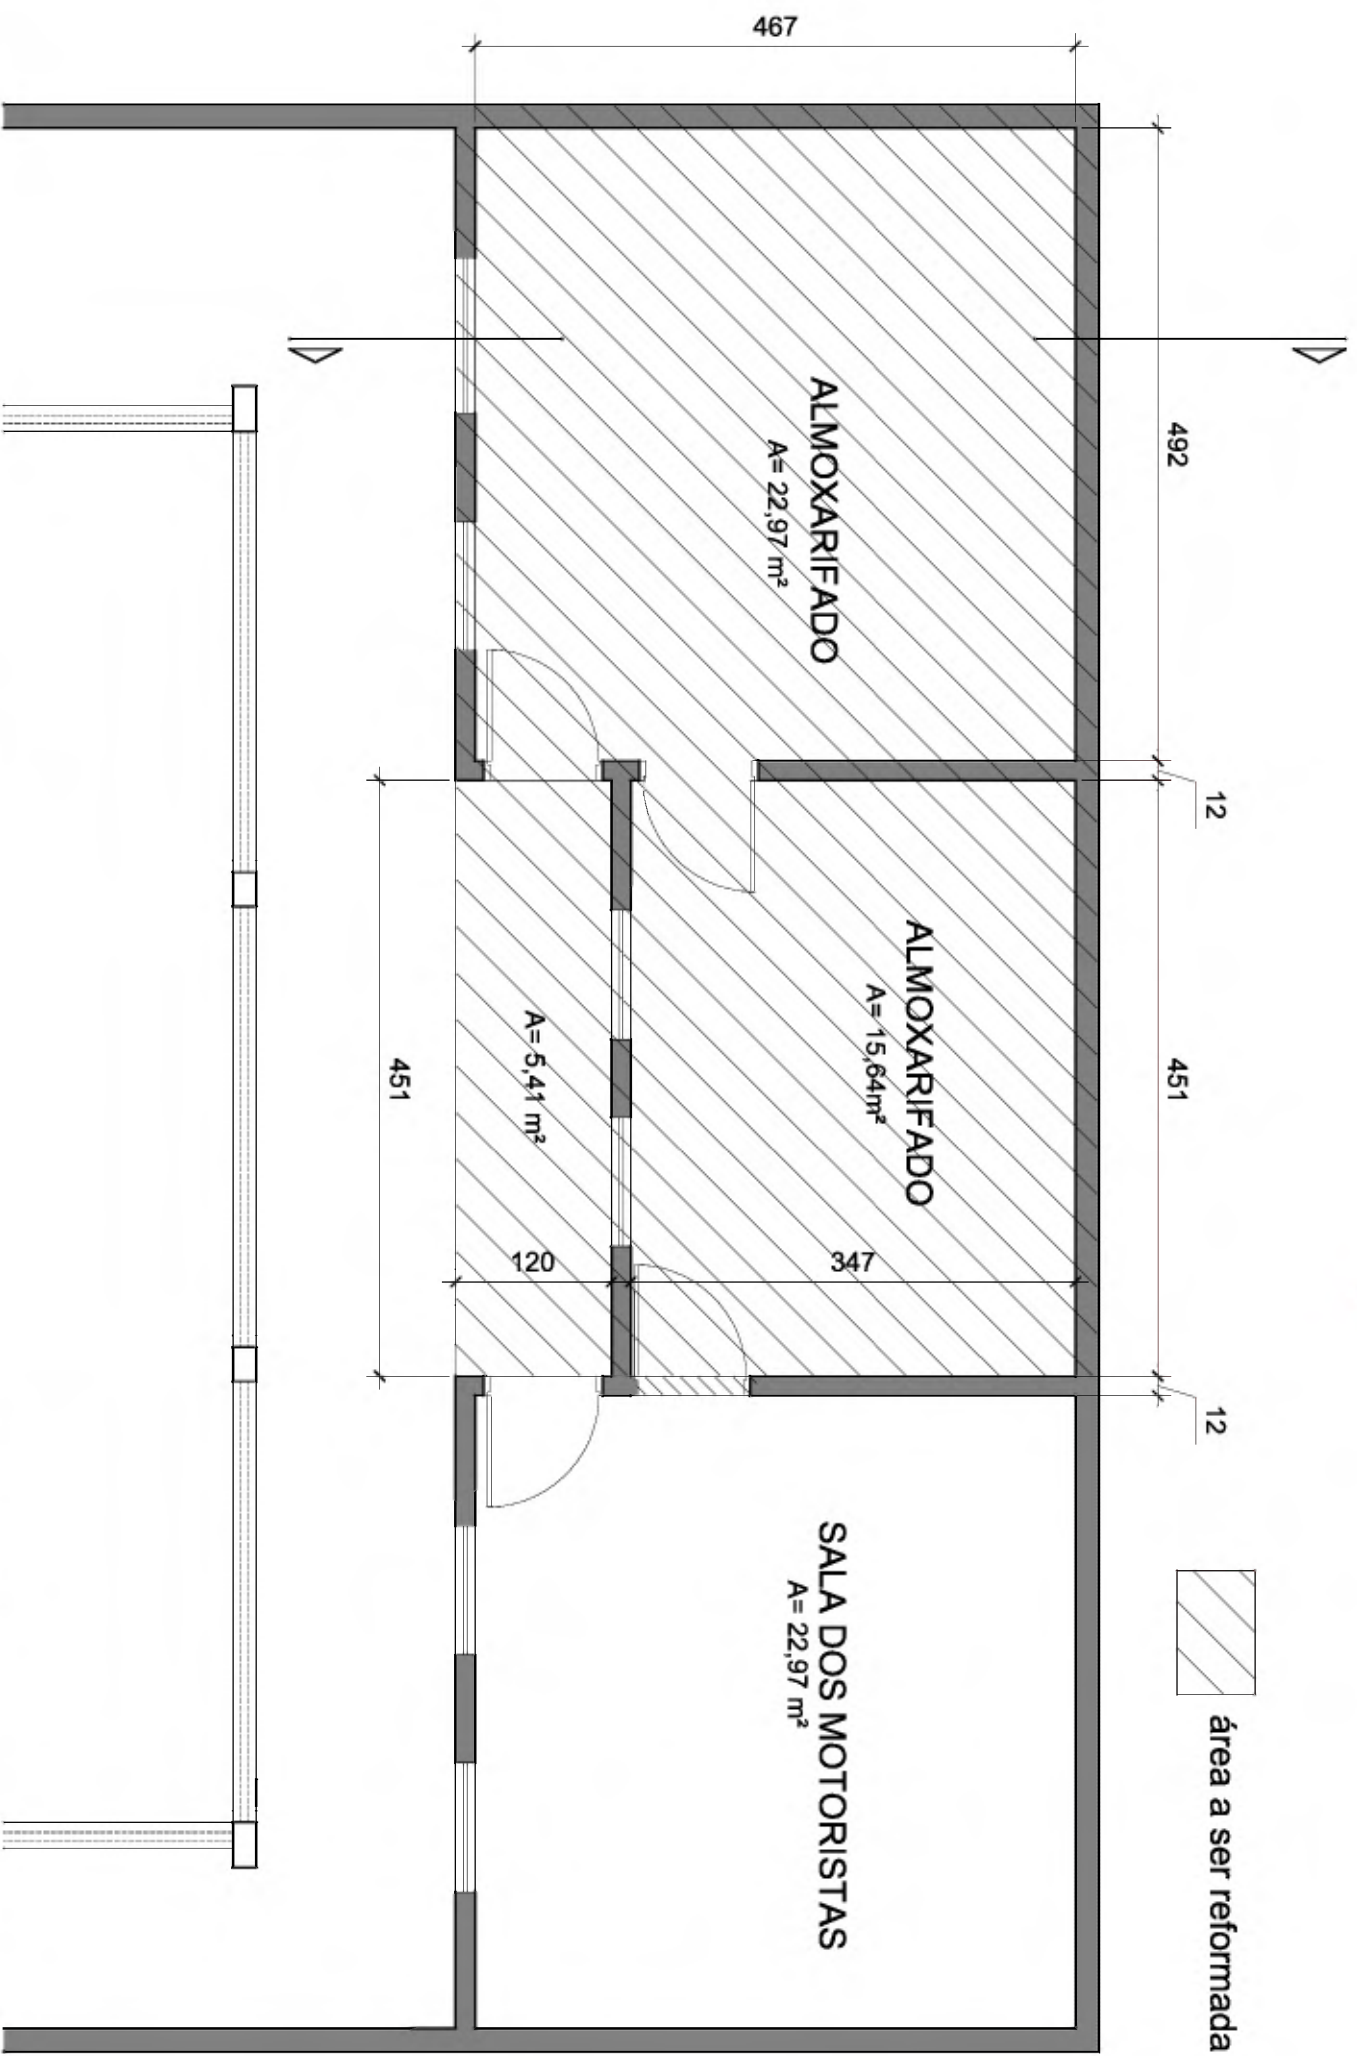 467
492
12
451
12
ALMOXARIFADO
A= 22,97 m²
ALMOXARIFADO
A= 15,64m²
A= 5,41 m²
120
347
451
SALA DOS MOTORISTAS
A= 22,97 m²
área a ser reformada